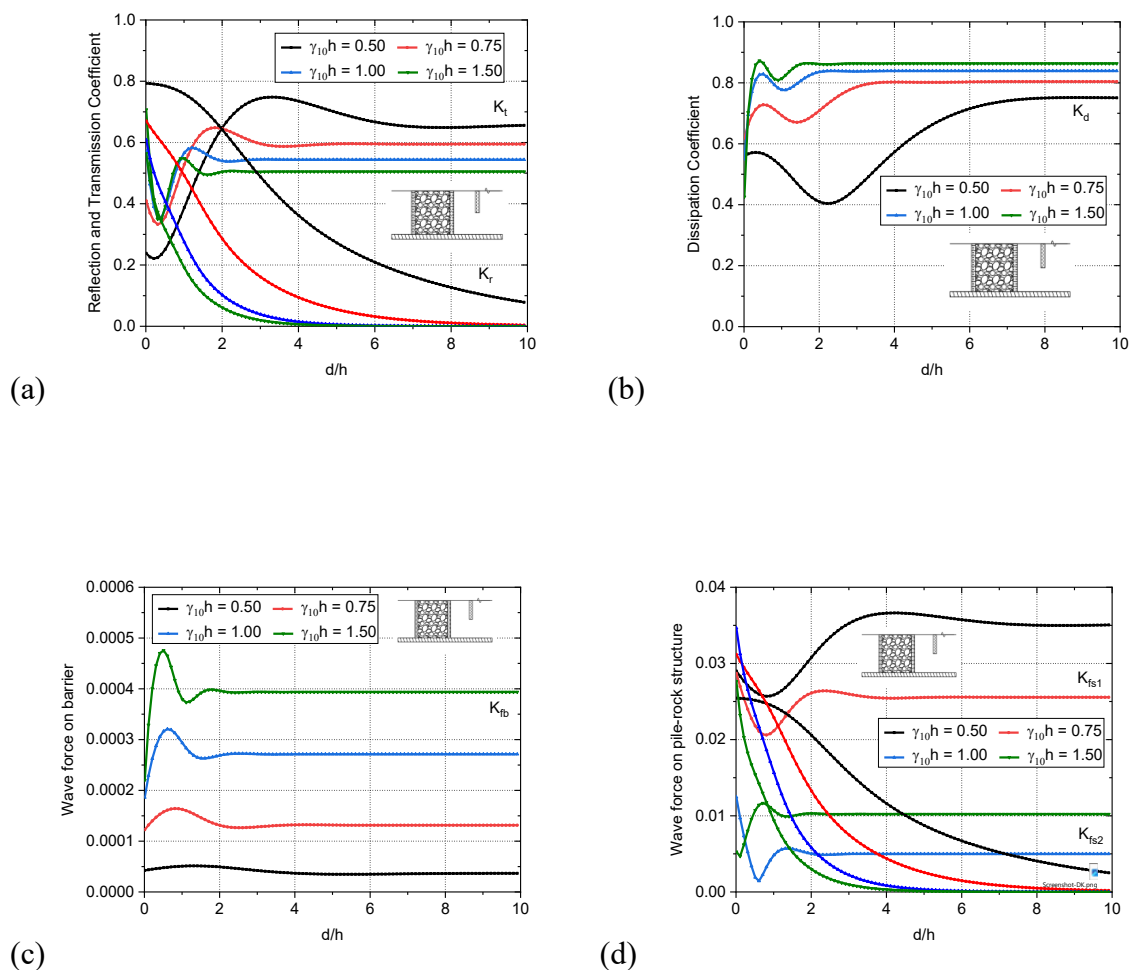 Reflection and Transmission Coefficient
1.0
0.8
0.6
0.4
0.2
0.0
0 2 4 6 8 10
d/h
γ10h = 0.50 γ10h = 0.75
γ10h = 1.00 γ10h = 1.50
Kt
Kr
(a)
Dissipation Coefficient
1.0
0.8
0.6
0.4
0.2
0.0
0 2 4 6 8 10
d/h
Kd
γ10h = 0.50 γ10h = 0.75
γ10h = 1.00 γ10h = 1.50
(b)
Wave force on barrier
0.0006
0.0005
0.0004
0.0003
0.0002
0.0001
0.0000
0 2 4 6 8 10
d/h
γ10h = 0.50 γ10h = 0.75
γ10h = 1.00 γ10h = 1.50
Kfb
(c)
Wave force on pile-rock structure
0.04
0.03
0.02
0.01
0.00
0 2 4 6 8 10
d/h
Kfs1
γ10h = 0.50 γ10h = 0.75
γ10h = 1.00 γ10h = 1.50
Kfs2
Screenshot-DK.png
(d)